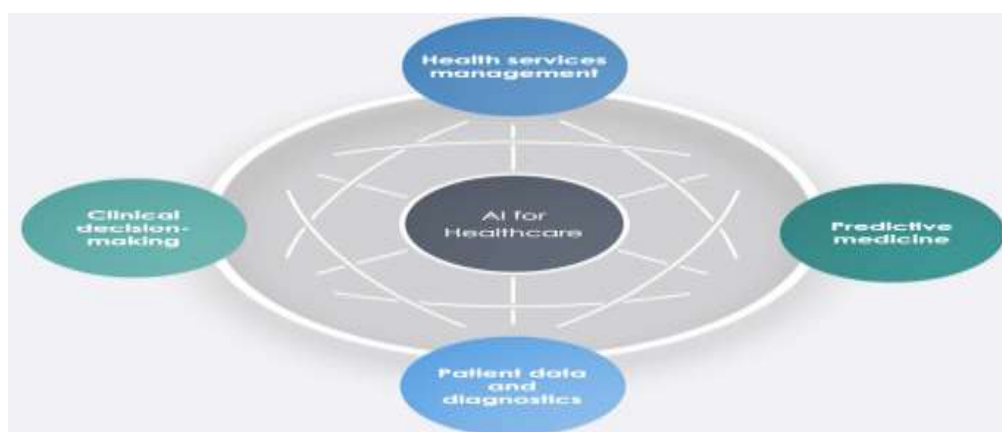 Health services
management
Clinical
decision-
making
AI for
Healthcare
Predictive
medicine
Patient data
and
diagnostics